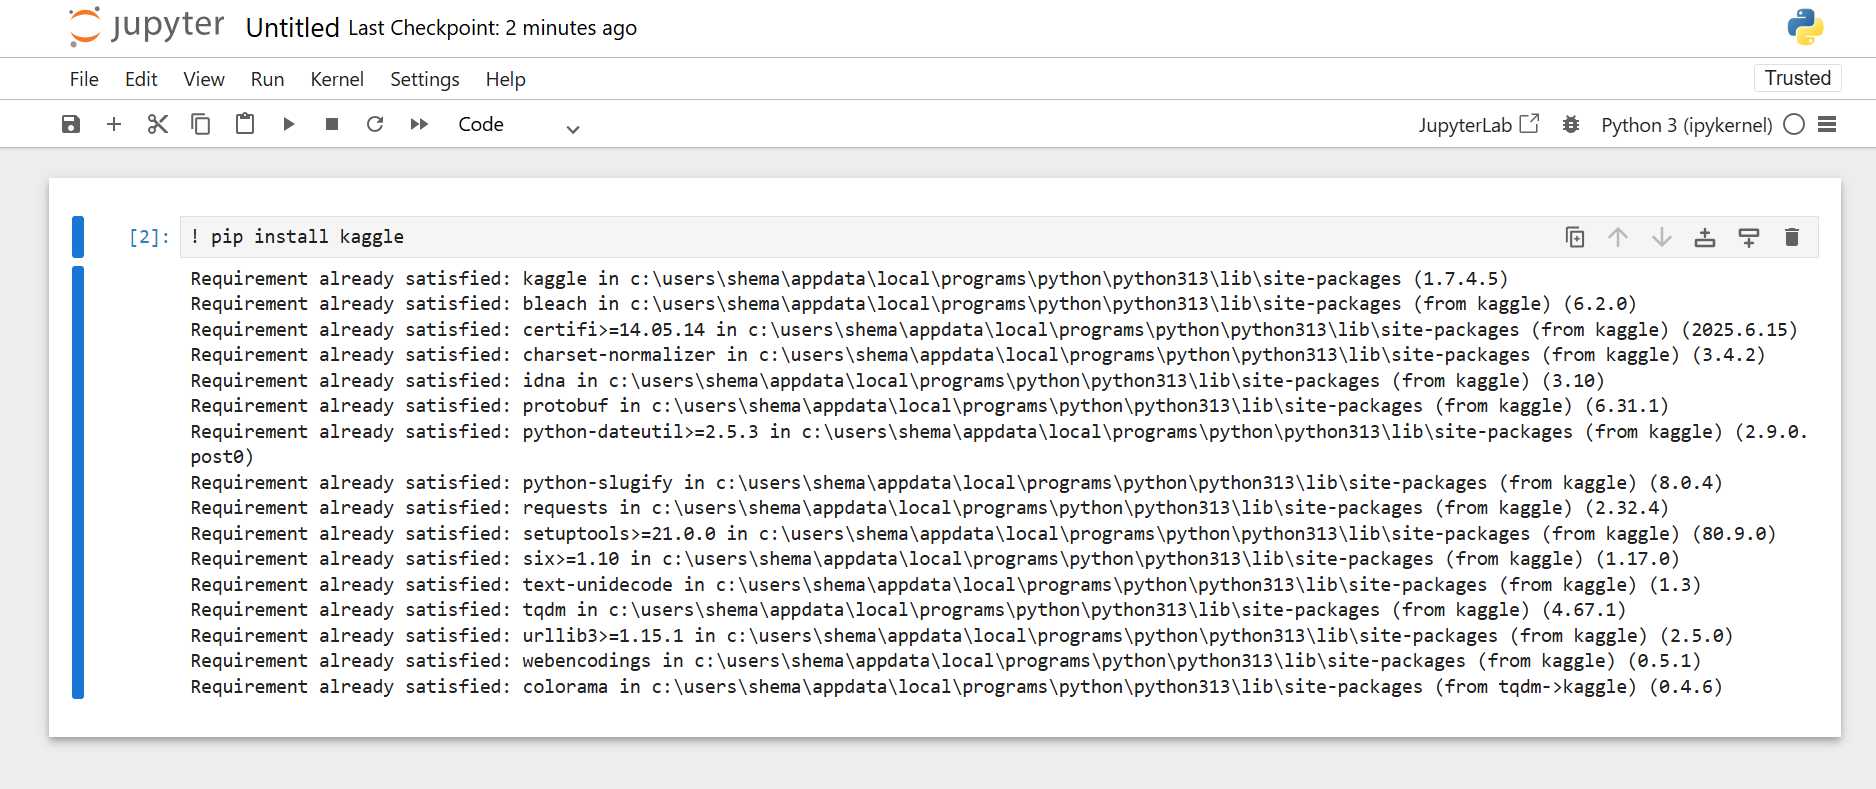 jupyter Untitled Last Checkpoint: 2 minutes ago
File Edit View Run Kernel Settings Help Trusted
Code JupyterLab Python 3 (ipykernel)
[2]: ! pip install kaggle
Requirement already satisfied: kaggle in c:\users\shema\appdata\local\programs\python\python313\lib\site-packages (1.7.4.5)
Requirement already satisfied: bleach in c:\users\shema\appdata\local\programs\python\python313\lib\site-packages (from kaggle) (6.2.0)
Requirement already satisfied: certifi>=14.05.14 in c:\users\shema\appdata\local\programs\python\python313\lib\site-packages (from kaggle) (2025.6.15)
Requirement already satisfied: charset-normalizer in c:\users\shema\appdata\local\programs\python\python313\lib\site-packages (from kaggle) (3.4.2)
Requirement already satisfied: idna in c:\users\shema\appdata\local\programs\python\python313\lib\site-packages (from kaggle) (3.10)
Requirement already satisfied: protobuf in c:\users\shema\appdata\local\programs\python\python313\lib\site-packages (from kaggle) (6.31.1)
Requirement already satisfied: python-dateutil>=2.5.3 in c:\users\shema\appdata\local\programs\python\python313\lib\site-packages (from kaggle) (2.9.0.
post0)
Requirement already satisfied: python-slugify in c:\users\shema\appdata\local\programs\python\python313\lib\site-packages (from kaggle) (8.0.4)
Requirement already satisfied: requests in c:\users\shema\appdata\local\programs\python\python313\lib\site-packages (from kaggle) (2.32.4)
Requirement already satisfied: setuptools>=21.0.0 in c:\users\shema\appdata\local\programs\python\python313\lib\site-packages (from kaggle) (80.9.0)
Requirement already satisfied: six>=1.10 in c:\users\shema\appdata\local\programs\python\python313\lib\site-packages (from kaggle) (1.17.0)
Requirement already satisfied: text-unidecode in c:\users\shema\appdata\local\programs\python\python313\lib\site-packages (from kaggle) (1.3)
Requirement already satisfied: tqdm in c:\users\shema\appdata\local\programs\python\python313\lib\site-packages (from kaggle) (4.67.1)
Requirement already satisfied: urllib3>=1.15.1 in c:\users\shema\appdata\local\programs\python\python313\lib\site-packages (from kaggle) (2.5.0)
Requirement already satisfied: webencodings in c:\users\shema\appdata\local\programs\python\python313\lib\site-packages (from kaggle) (0.5.1)
Requirement already satisfied: colorama in c:\users\shema\appdata\local\programs\python\python313\lib\site-packages (from tqdm->kaggle) (0.4.6)